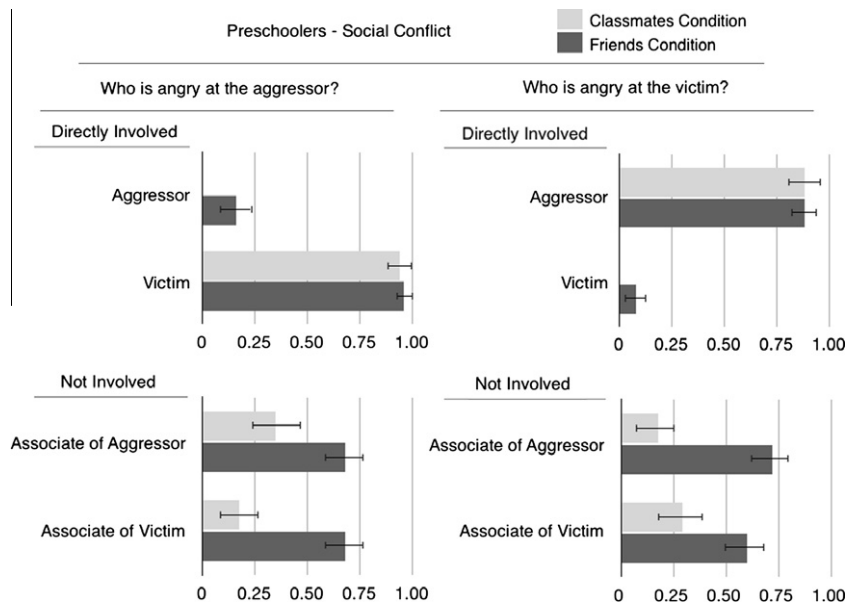 Preschoolers - Social Conflict
Classmates Condition
Friends Condition
Who is angry at the aggressor?
Who is angry at the victim?
Directly Involved
Aggressor
Victim
0 0.25 0.50 0.75 1.00
Directly Involved
Aggressor
Victim
0 0.25 0.50 0.75 1.00
Not Involved
Associate of Aggressor
Associate of Victim
0 0.25 0.50 0.75 1.00
Not Involved
Associate of Aggressor
Associate of Victim
0 0.25 0.50 0.75 1.00